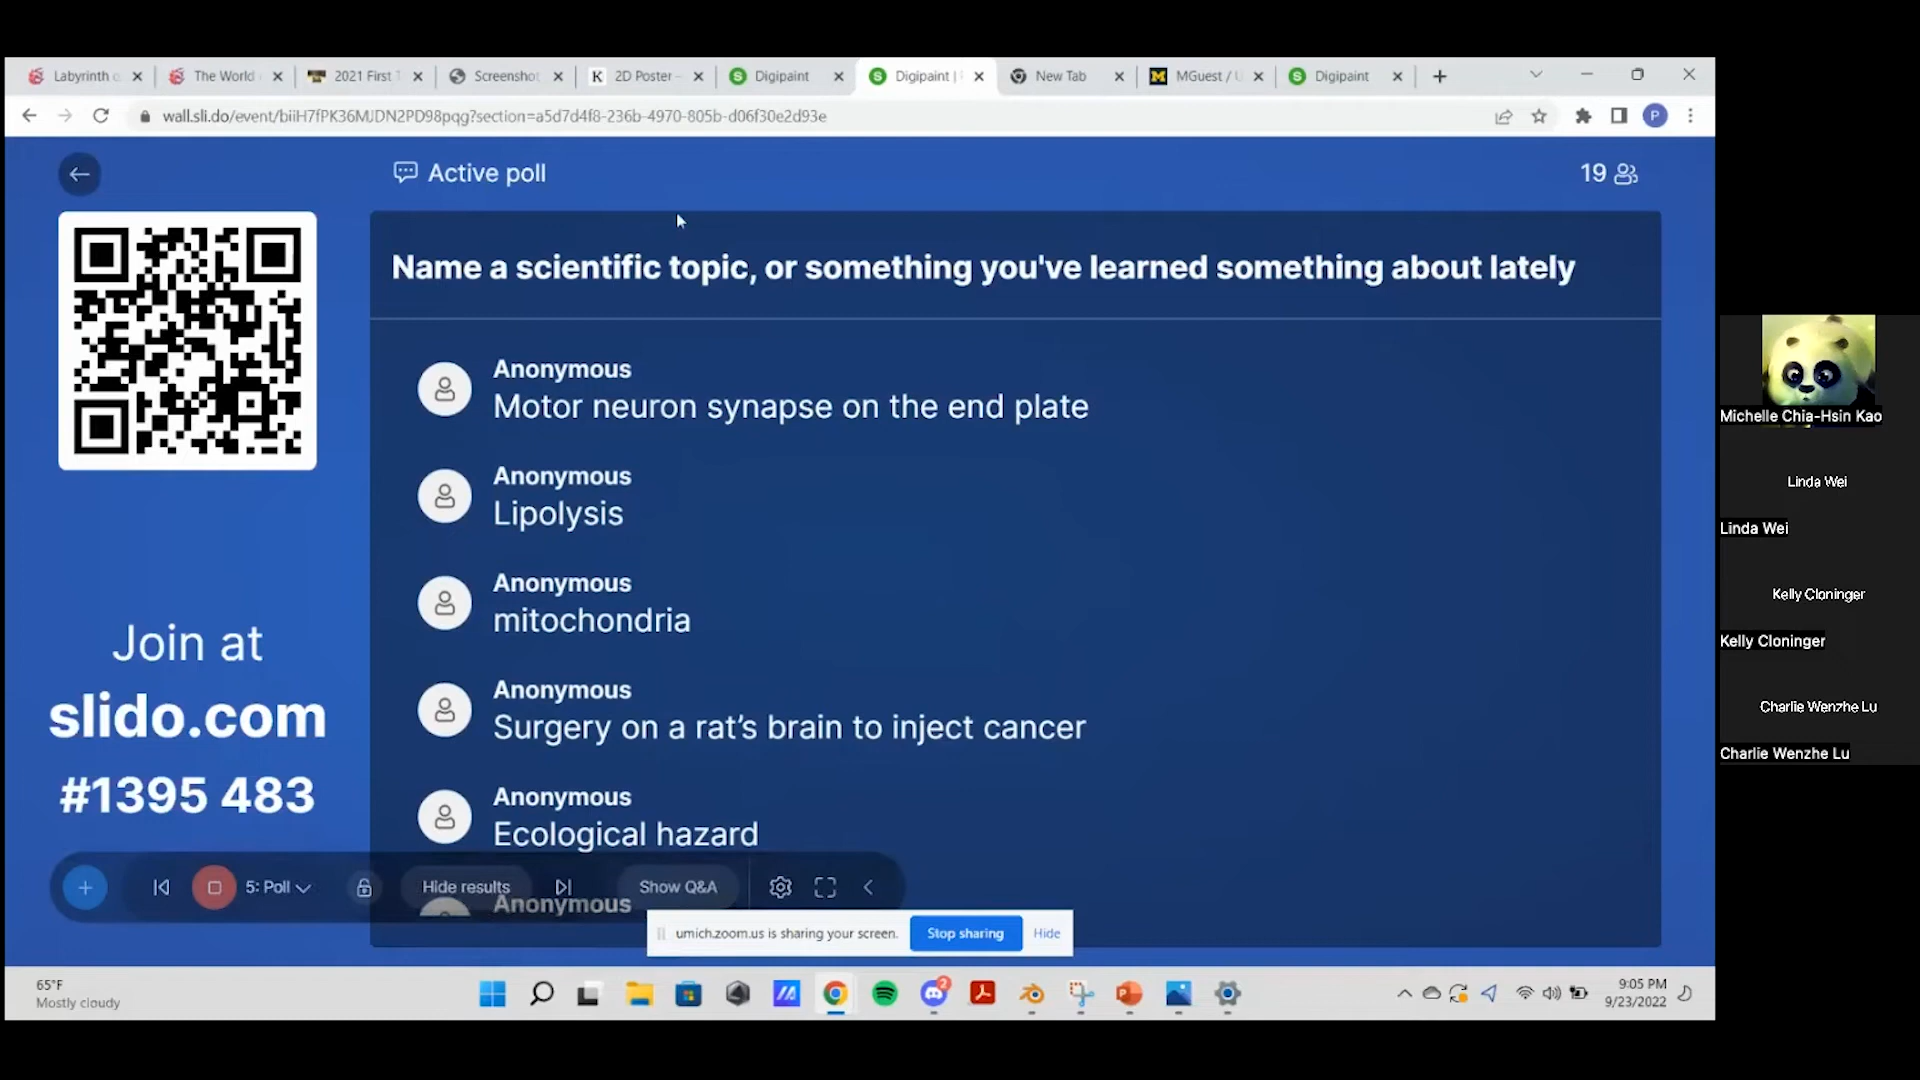 Labyrinth o
The World
2021 First T
Screenshot
K
2D Poster -
S
Digipaint
S
Digipaint |
New Tab
M
MGuest / U
S
Digipaint
wall.sli.do/event/biiH7fPK36MJDN2PD98pqg?section=a5d7d4f8-236b-4970-805b-d06f30e2d93e
P
Active poll
19
Name a scientific topic, or something you've learned something about lately
Anonymous
Motor neuron synapse on the end plate
Anonymous
Lipolysis
Anonymous
mitochondria
Anonymous
Surgery on a rat’s brain to inject cancer
Anonymous
Ecological hazard
Anonymous
Join at
slido.com
#1395 483
5: Poll
Hide results
Show Q&A
umich.zoom.us is sharing your screen.
Stop sharing
Hide
Michelle Chia-Hsin Kao
Linda Wei
Linda Wei
Kelly Cloninger
Kelly Cloninger
Charlie Wenzhe Lu
Charlie Wenzhe Lu
65°F
Mostly cloudy
2
9:05 PM
9/23/2022